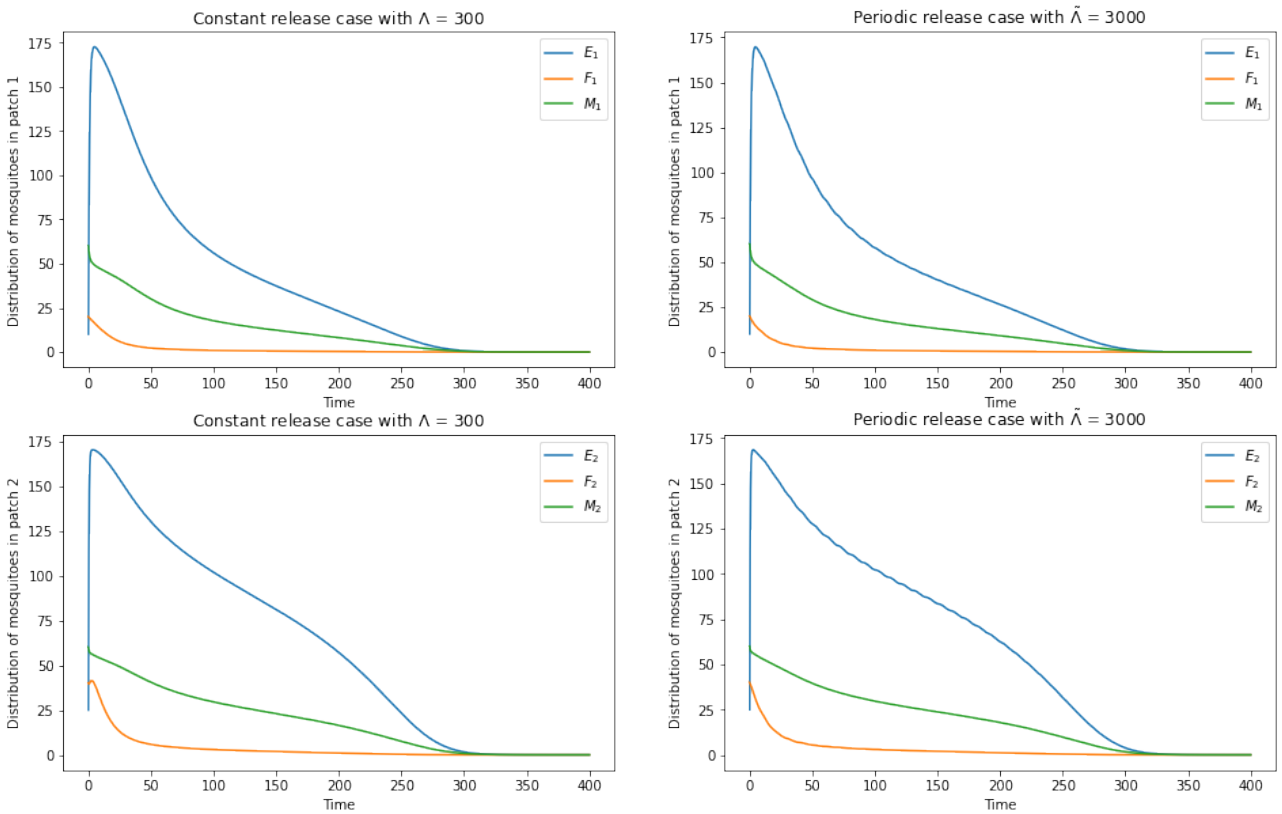 Constant release case with Λ = 300
Distribution of mosquitoes in patch 1
175
150
125
100
75
50
25
0
0 50 100 150 200 250 300 350 400
Time
E₁
F₁
M₁
Periodic release case with Λ̃ = 3000
Distribution of mosquitoes in patch 1
175
150
125
100
75
50
25
0
0 50 100 150 200 250 300 350 400
Time
E₁
F₁
M₁
Constant release case with Λ = 300
Distribution of mosquitoes in patch 2
175
150
125
100
75
50
25
0
0 50 100 150 200 250 300 350 400
Time
E₂
F₂
M₂
Periodic release case with Λ̃ = 3000
Distribution of mosquitoes in patch 2
175
150
125
100
75
50
25
0
0 50 100 150 200 250 300 350 400
Time
E₂
F₂
M₂